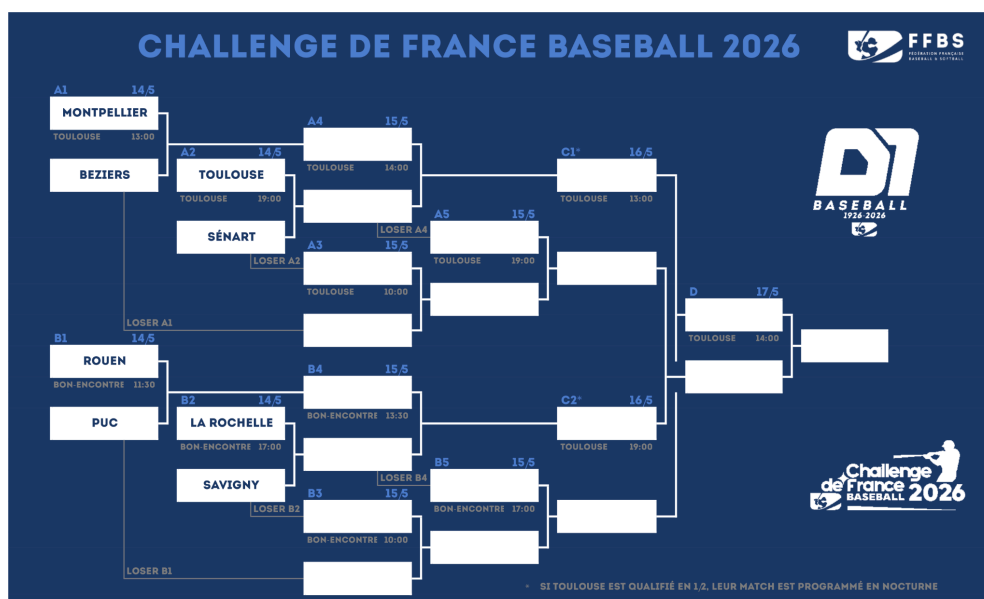 CHALLENGE DE FRANCE BASEBALL 2026
FFBS
FÉDÉRATION FRANÇAISE
BASEBALL & SOFTBALL
A1 14/5
MONTPELLIER
TOULOUSE 13:00
BEZIERS
A2 14/5
TOULOUSE
TOULOUSE 19:00
SÉNART
LOSER A2
LOSER A1
A4 15/5
TOULOUSE 14:00
LOSER A4
A3 15/5
TOULOUSE 10:00
A5 15/5
TOULOUSE 19:00
C1* 16/5
TOULOUSE 13:00
D1
BASEBALL
1926-2026
D 17/5
TOULOUSE 14:00
B1 14/5
ROUEN
BON-ENCONTRE 11:30
PUC
B2 14/5
LA ROCHELLE
BON-ENCONTRE 17:00
SAVIGNY
LOSER B2
LOSER B1
B4 15/5
BON-ENCONTRE 13:30
LOSER B4
B3 15/5
BON-ENCONTRE 10:00
B5 15/5
BON-ENCONTRE 17:00
C2* 16/5
TOULOUSE 19:00
Challenge
de France
BASEBALL 2026
* SI TOULOUSE EST QUALIFIÉ EN 1/2, LEUR MATCH EST PROGRAMMÉ EN NOCTURNE